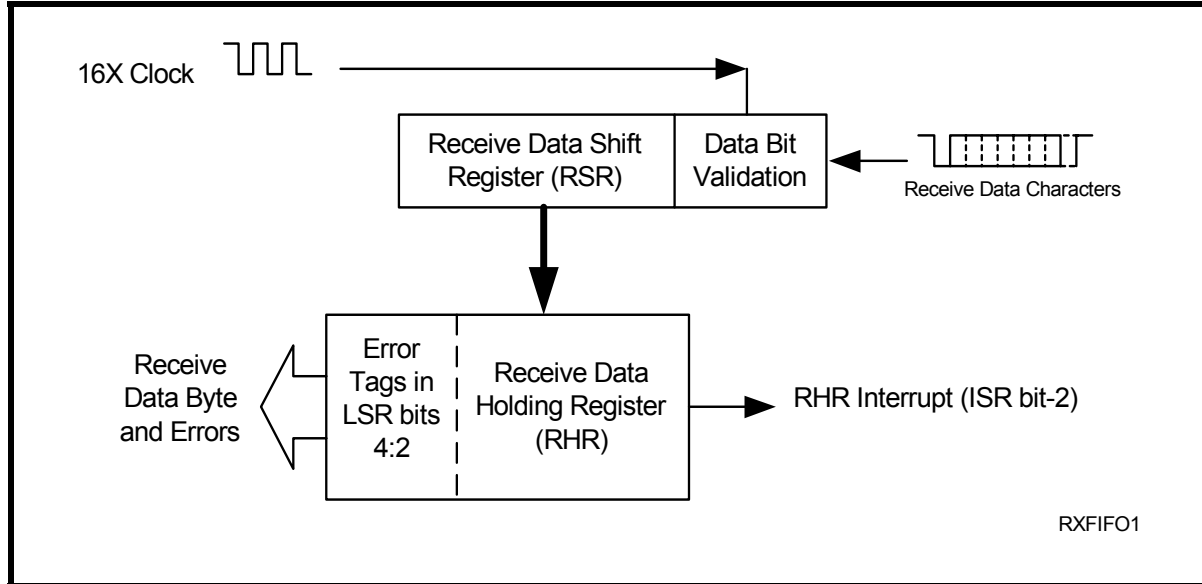 16X Clock
Receive Data Shift
Register (RSR)
Data Bit
Validation
Receive Data Characters
Receive
Data Byte
and Errors
Error
Tags in
LSR bits
4:2
Receive Data
Holding Register
(RHR)
RHR Interrupt (ISR bit-2)
RXFIFO1